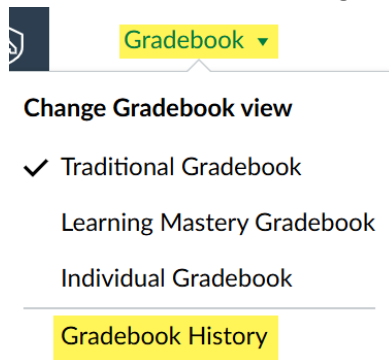 Gradebook ▼
Change Gradebook view
✓ Traditional Gradebook
Learning Mastery Gradebook
Individual Gradebook
Gradebook History